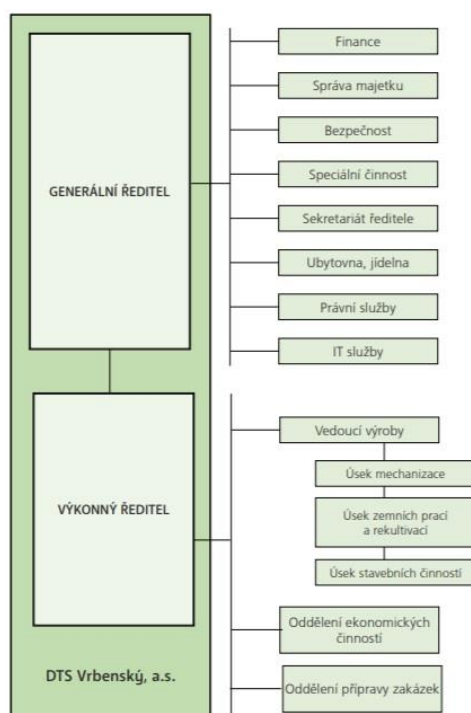 GENERÁLNÍ ŘEDITEL
Finance
Správa majetku
Bezpečnost
Speciální činnost
Sekretariát ředitele
Ubytovna, jídelna
Právní služby
IT služby
VÝKONNÝ ŘEDITEL
Vedoucí výroby
Úsek mechanizace
Úsek zemních prací
a rekultivací
Úsek stavebních činností
Oddělení ekonomických
činností
Oddělení přípravy zakázek
DTS Vrbenský, a.s.